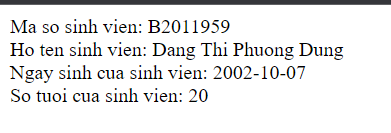 Ma so sinh vien: B2011959
Ho ten sinh vien: Dang Thi Phuong Dung
Ngay sinh cua sinh vien: 2002-10-07
So tuoi cua sinh vien: 20